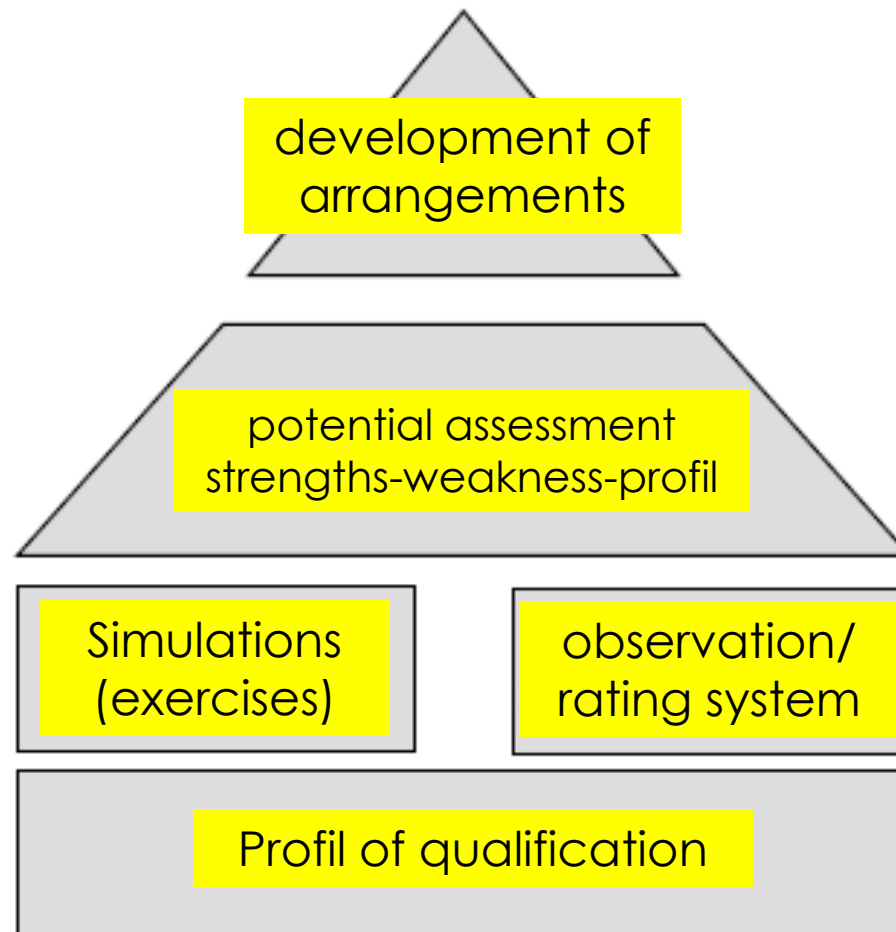 development of
arrangements
potential assessment
strengths-weakness-profil
Simulations
(exercises)
observation/
rating system
Profil of qualification